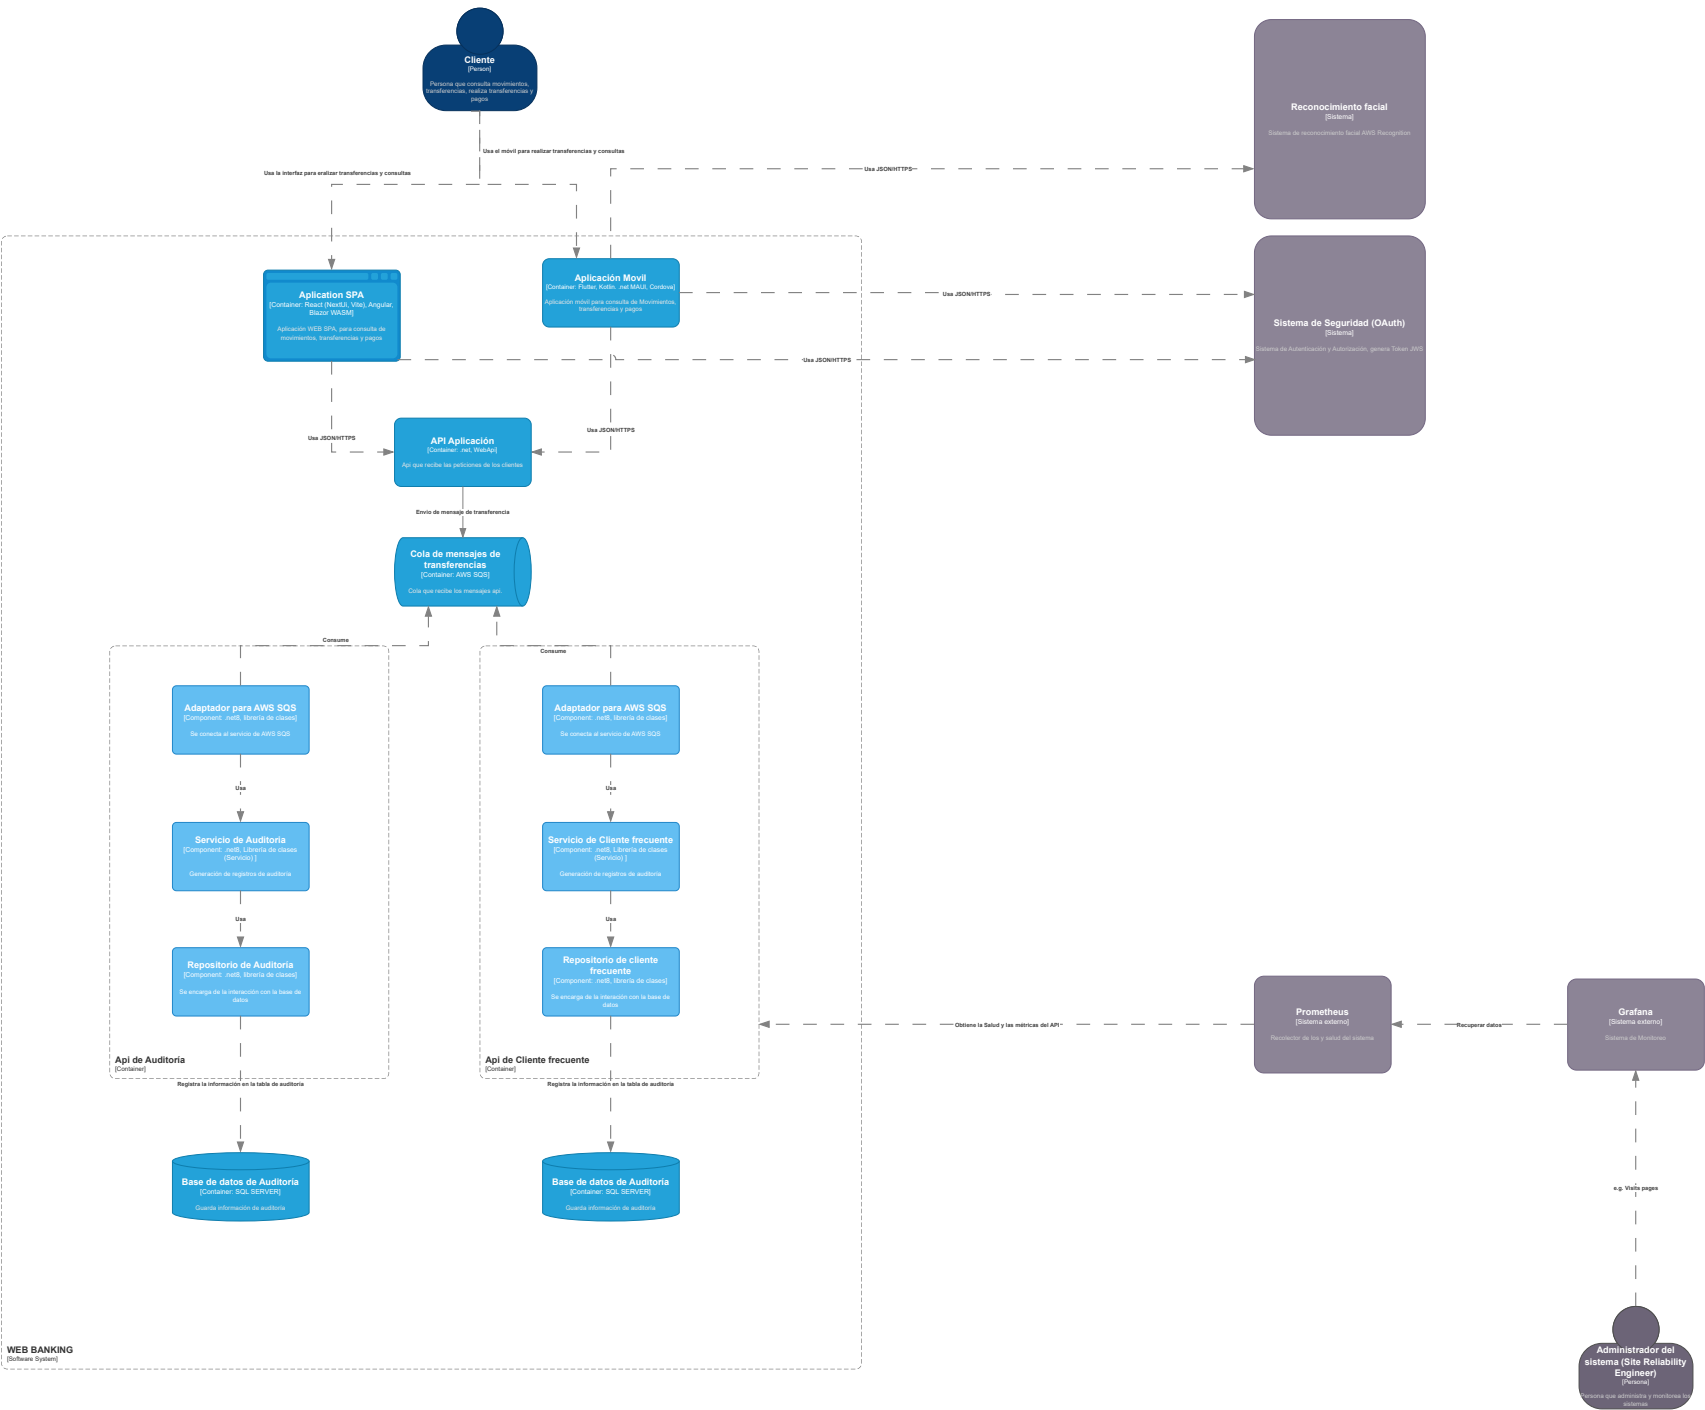 Cliente
[Person]
Persona que consulta movimientos,
transferencias, realiza transferencias y
pagos
Reconocimiento facial
[Sistema]
Sistema de reconocimiento facial AWS Recognition
Usa el móvil para realizar transferencias y consultas
Usa la interfaz para eralizar transferencias y consultas
Usa JSON/HTTPS
Aplication SPA
[Container: React (NextUi, Vite), Angular,
Blazor WASM]
Aplicación WEB SPA, para consulta de
movimientos, transferencias y pagos
Aplicación Movil
[Container: Flutter, Kotlin. .net MAUI, Cordova]
Aplicación móvil para consulta de Movimientos,
transferencias y pagos
Usa JSON/HTTPS
Usa JSON/HTTPS
Sistema de Seguridad (OAuth)
[Sistema]
Sistema de Autenticación y Autorización, genera Token JWS
Usa JSON/HTTPS
Usa JSON/HTTPS
API Aplicación
[Container: .net, WebApi]
Api que recibe las peticiones de los clientes
Envío de mensaje de transferencia
Cola de mensajes de
transferencias
[Container: AWS SQS]
Cola que recibe los mensajes api.
Consume
Consume
Adaptador para AWS SQS
[Component: .net8, librería de clases]
Se conecta al servicio de AWS SQS
Adaptador para AWS SQS
[Component: .net8, librería de clases]
Se conecta al servicio de AWS SQS
Usa
Usa
Servicio de Auditoría
[Component: .net8, Librería de clases
(Servicio) ]
Generación de registros de auditoría
Servicio de Cliente frecuente
[Component: .net8, Librería de clases
(Servicio) ]
Generación de registros de auditoría
Usa
Usa
Repositorio de Auditoria
[Component: .net8, librería de clases]
Se encarga de la interación con la base de
datos
Repositorio de cliente
frecuente
[Component: .net8, librería de clases]
Se encarga de la interación con la base de
datos
Api de Auditoría
[Container]
Api de Cliente frecuente
[Container]
Obtiene la Salud y las métricas del API
Prometheus
[Sistema externo]
Recolector de los y salud del sistema
Recuperar datos
Grafana
[Sistema externo]
Sistema de Monitoreo
Registra la información en la tabla de auditoría
Registra la información en la tabla de auditoría
Base de datos de Auditoría
[Container: SQL SERVER]
Guarda información de auditoría
Base de datos de Auditoría
[Container: SQL SERVER]
Guarda información de auditoría
e.g. Visits pages
WEB BANKING
[Software System]
Administrador del
sistema (Site Reliability
Engineer)
[Persona]
Persona que administra y monitorea los
sistemas